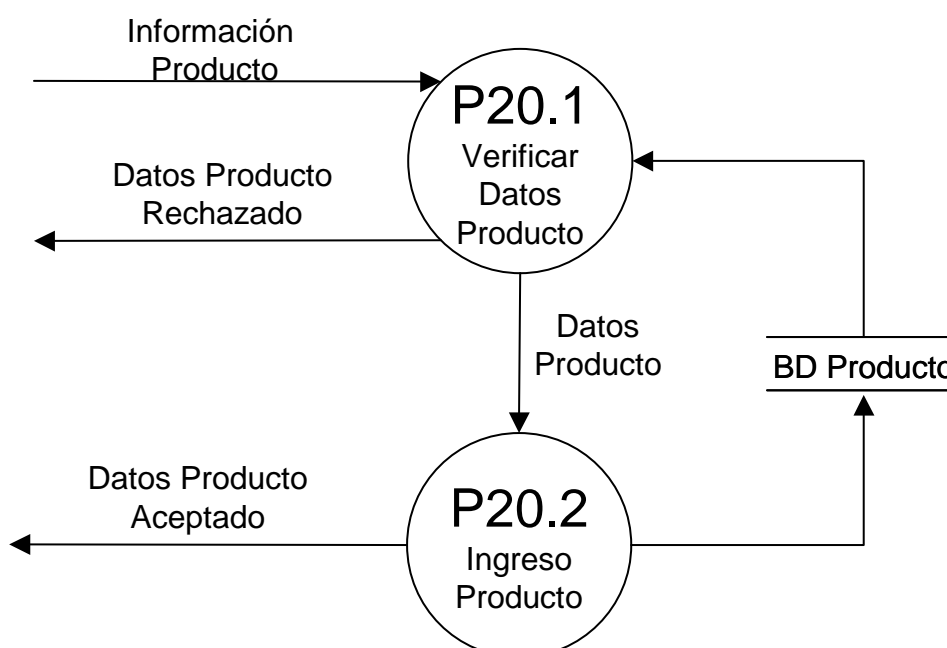 Información
Producto
P20.1
Verificar
Datos
Producto
Datos Producto
Rechazado
Datos
Producto
BD Producto
Datos Producto
Aceptado
P20.2
Ingreso
Producto